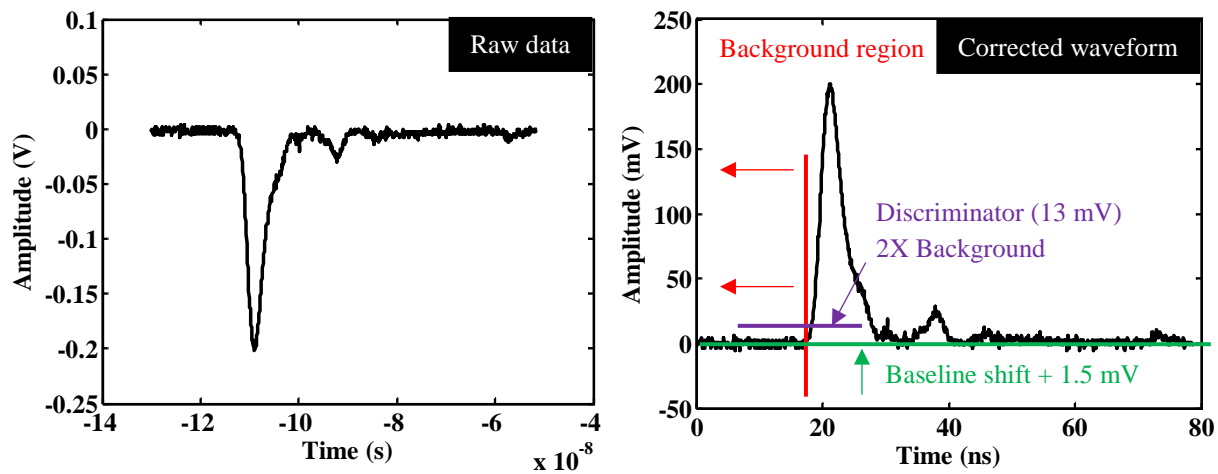 Raw data
0.1
0.05
0
-0.05
-0.1
-0.15
-0.2
-0.25
Amplitude (V)
-14
-12
-10
-8
-6
-4
Time (s)
x 10-8
Background region
Corrected waveform
250
200
150
100
50
0
-50
Amplitude (mV)
Discriminator (13 mV)
2X Background
Baseline shift + 1.5 mV
0
20
40
60
80
Time (ns)